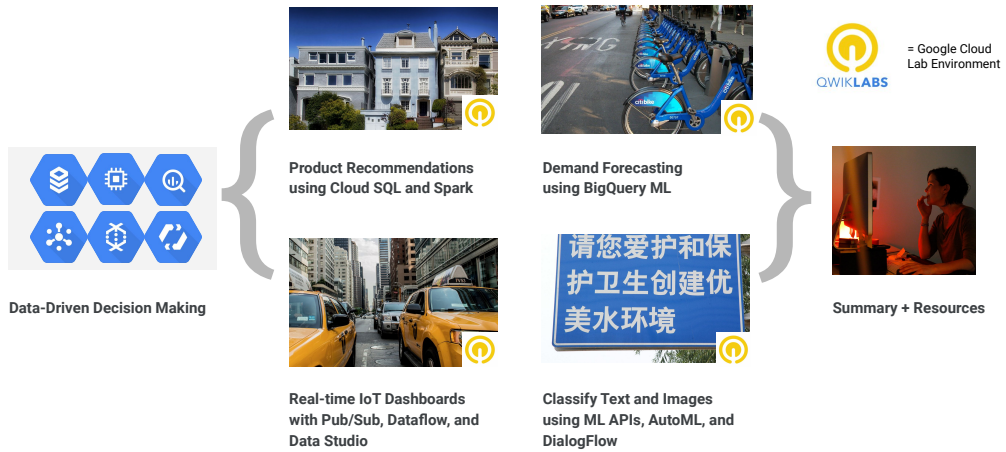 QWIKLABS
= Google Cloud
Lab Environment
citibike
Product Recommendations
using Cloud SQL and Spark
Demand Forecasting
using BigQuery ML
Data-Driven Decision Making
请您爱护和保
护卫生创建优
美水环境
Summary + Resources
Real-time IoT Dashboards
with Pub/Sub, Dataflow, and
Data Studio
Classify Text and Images
using ML APIs, AutoML, and
DialogFlow